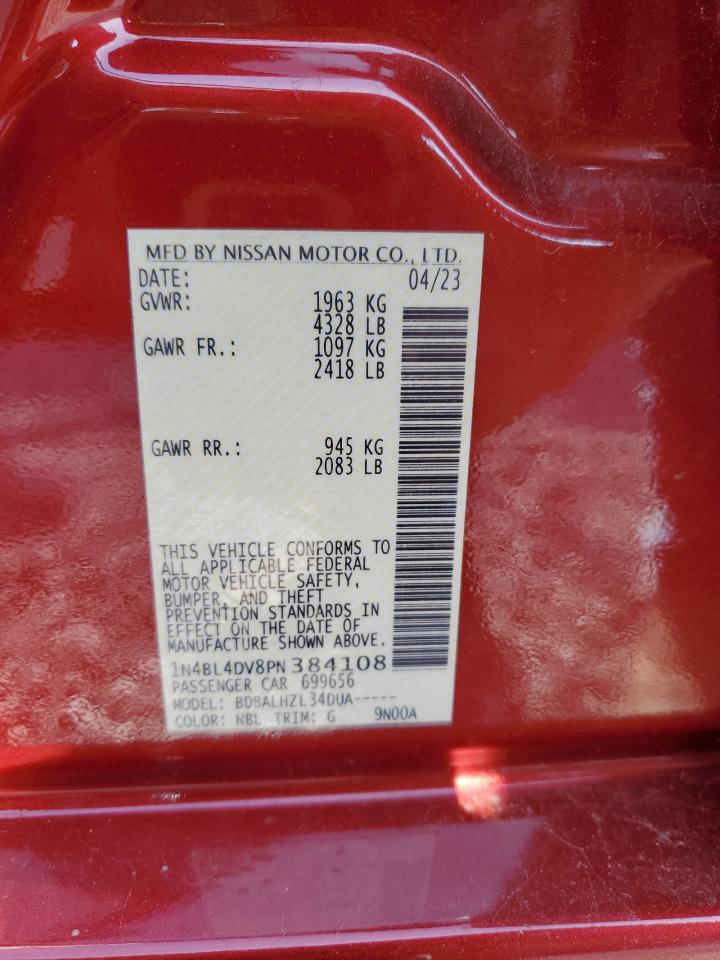 MFD BY NISSAN MOTOR CO., LTD.
DATE: 04/23
GVWR: 1963 KG
4328 LB
GAWR FR.: 1097 KG
2418 LB
GAWR RR.: 945 KG
2083 LB
THIS VEHICLE CONFORMS TO
ALL APPLICABLE FEDERAL
MOTOR VEHICLE SAFETY,
BUMPER, AND THEFT
PREVENTION STANDARDS IN
EFFECT ON THE DATE OF
MANUFACTURE SHOWN ABOVE.
1N4BL4DV8PN384108
PASSENGER CAR 699656
MODEL: BDBALHZL34DUA-----
COLOR: NBL TRIM: G 9N00A